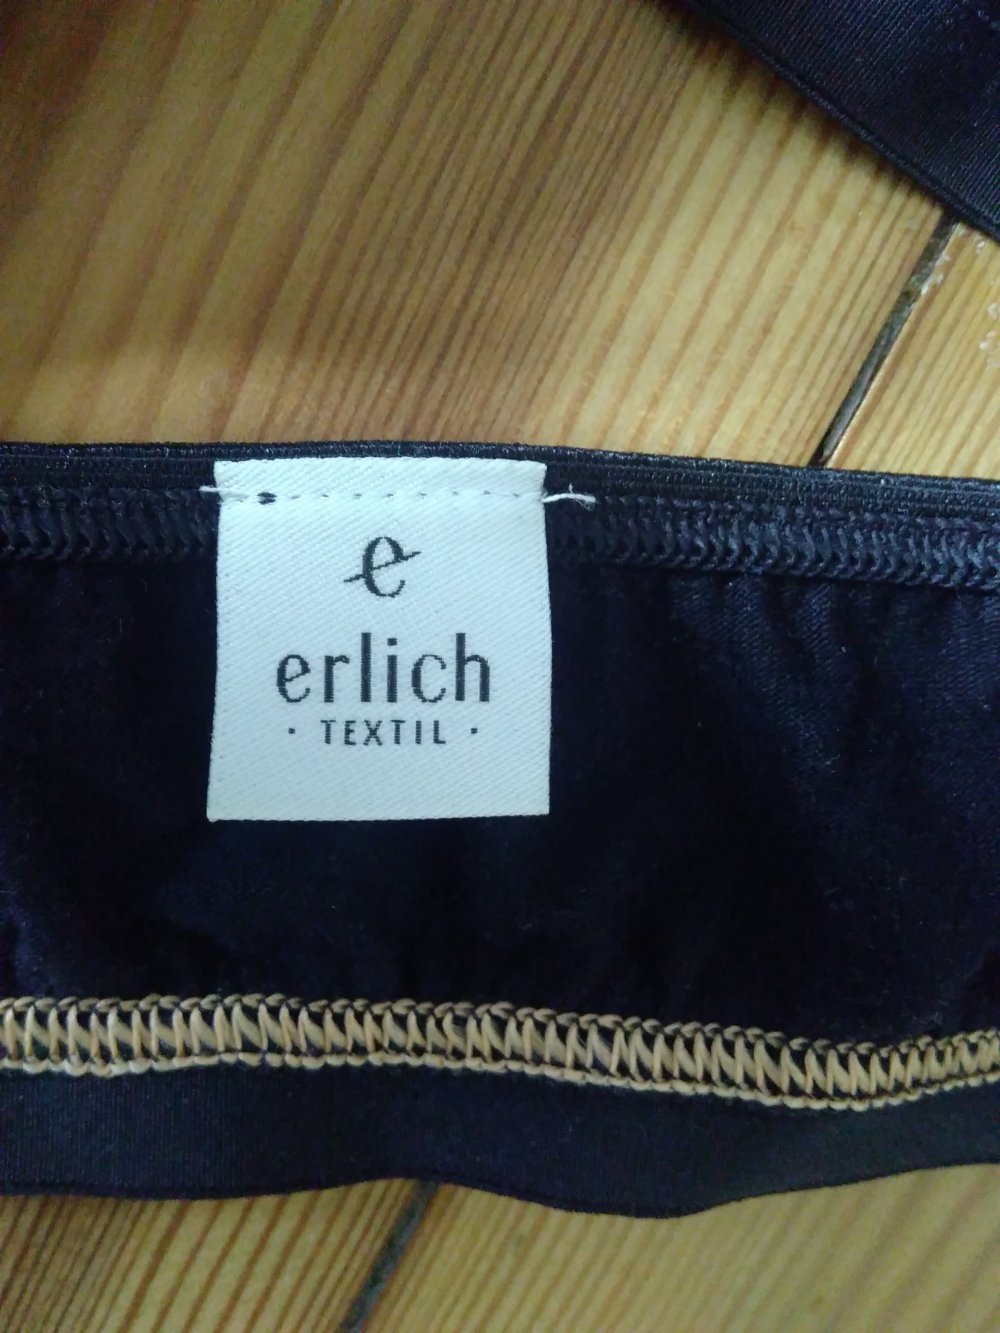 e
erlich
· TEXTIL ·